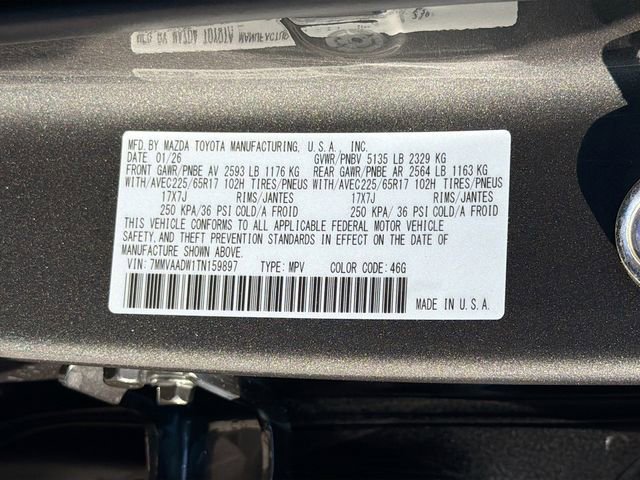 MFD. BY MAZDA TOYOTA MANUFACTURING, U.S.A., INC.
DATE: 01/26 GVWR/PNBV 5135 LB 2329 KG
FRONT GAWR/PNBE AV 2593 LB 1176 KG REAR GAWR/PNBE AR 2564 LB 1163 KG
WITH/AVEC225/65R17 102H TIRES/PNEUS WITH/AVEC225/65R17 102H TIRES/PNEUS
17X7J RIMS/JANTES 17X7J RIMS/JANTES
250 KPA/36 PSI COLD/A FROID 250 KPA/ 36 PSI COLD/A FROID
THIS VEHICLE CONFORMS TO ALL APPLICABLE FEDERAL MOTOR VEHICLE
SAFETY, AND THEFT PREVENTION STANDARDS IN EFFECT ON THE DATE OF
MANUFACTURE SHOWN ABOVE.
VIN: 7MMVAADW1TN159897 TYPE: MPV COLOR CODE: 46G
MADE IN U.S.A.